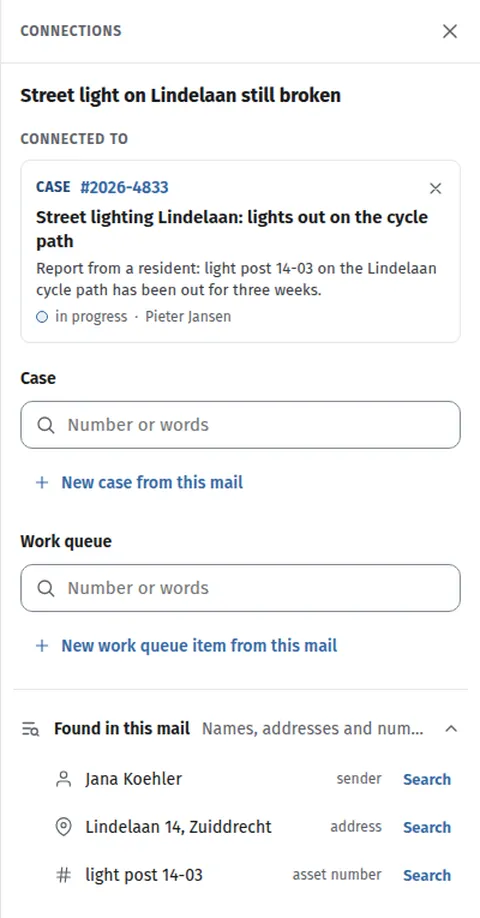 CONNECTIONS
Street light on Lindelaan still broken
CONNECTED TO
CASE #2026-4833
Street lighting Lindelaan: lights out on the cycle
path
Report from a resident: light post 14-03 on the Lindelaan
cycle path has been out for three weeks.
in progress · Pieter Jansen
Case
Number or words
+ New case from this mail
Work queue
Number or words
+ New work queue item from this mail
Found in this mail Names, addresses and num...
Jana Koehler sender Search
Lindelaan 14, Zuiddrecht address Search
# light post 14-03 asset number Search